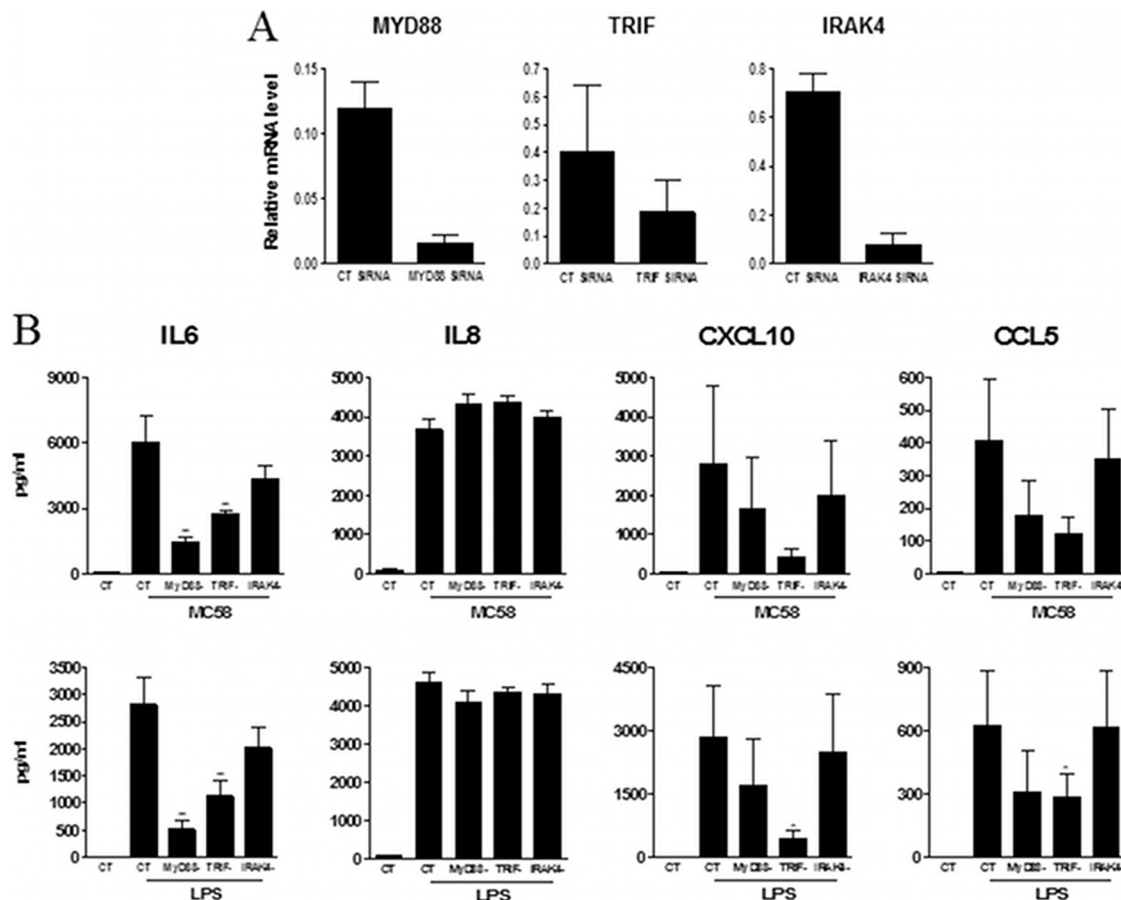 A
MYD88 TRIF IRAK4
Relative mRNA level
0.15 0.10 0.05 0.00
CT SIRNA MYD88 SIRNA
0.7 0.6 0.5 0.4 0.3 0.2 0.1 0.0
CT SIRNA TRIF SIRNA
0.8 0.6 0.4 0.2 0.0
CT SIRNA IRAK4 SIRNA
B
IL6 IL8 CXCL10 CCL5
pg/ml
9000 6000 3000 0
CT CT MyD88- TRIF- IRAK4-
MC58
5000 4000 3000 2000 1000 0
CT CT MyD88- TRIF- IRAK4-
MC58
5000 4000 3000 2000 1000 0
CT CT MyD88- TRIF- IRAK4-
MC58
600 500 400 300 200 100 0
CT CT MyD88- TRIF- IRAK4-
MC58
pg/ml
3500 3000 2500 2000 1500 1000 500 0
CT CT MyD88- TRIF- IRAK4-
LPS
5000 4000 3000 2000 1000 0
CT CT MyD88- TRIF- IRAK4-
LPS
4500 3000 1500 0
CT CT MyD88- TRIF- IRAK4-
LPS
900 600 300 0
CT CT MyD88- TRIF- IRAK4-
LPS